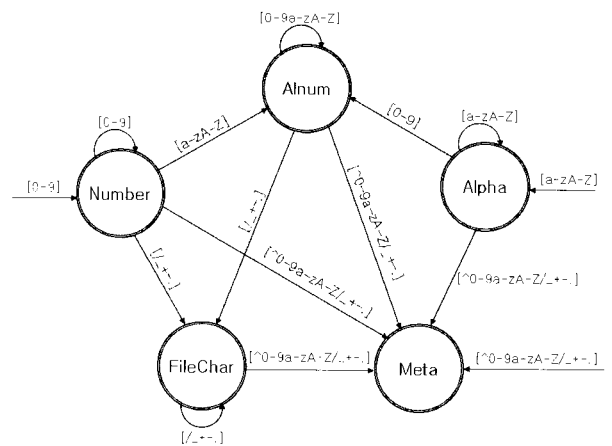 [0-9a-zA-Z]
Alnum
[0-9]
[a-zA-Z]
[0-9]
[a-zA-Z]
Number
Alpha
[0-9]
[a-zA-Z]
[/_+-.]
[^0-9a-zA-Z/_+-.]
[/_+-.]
[^0-9a-zA-Z/_+-.]
[^0-9a-zA-Z/_+-.]
FileChar
[^0-9a-zA-Z/_+-.]
Meta
[^0-9a-zA-Z/_+-.]
[/_+-.]